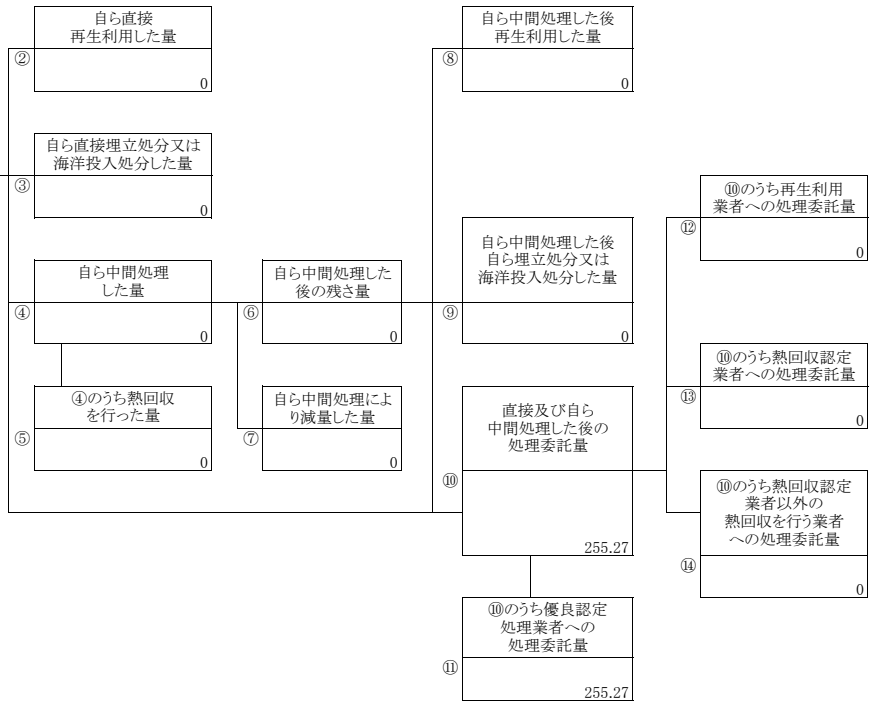 自ら直接
再生利用した量
②
0
自ら直接埋立処分又は
海洋投入処分した量
③
0
自ら中間処理
した量
④
0
④のうち熱回収
を行った量
⑤
0
自ら中間処理した
後の残さ量
⑥
0
自ら中間処理によ
り減量した量
⑦
0
自ら中間処理した後
再生利用した量
⑧
0
自ら中間処理した後
自ら埋立処分又は
海洋投入処分した量
⑨
0
直接及び自ら
中間処理した後の
処理委託量
⑩
255.27
⑩のうち優良認定
処理業者への
処理委託量
⑪
255.27
⑩のうち再生利用
業者への処理委託量
⑫
0
⑩のうち熱回収認定
業者への処理委託量
⑬
0
⑩のうち熱回収認定
業者以外の
熱回収を行う業者
への処理委託量
⑭
0